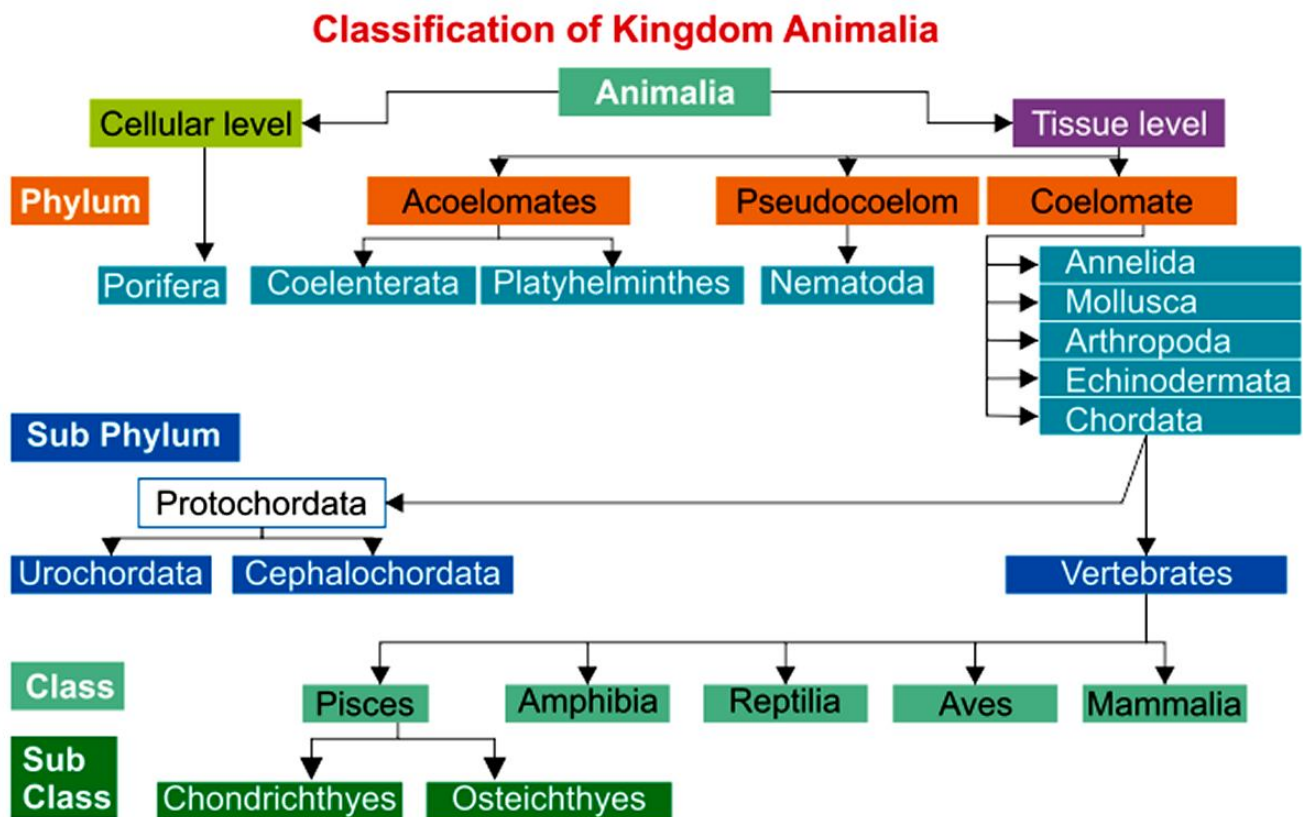 Classification of Kingdom Animalia
Animalia
Cellular level
Tissue level
Phylum
Acoelomates
Pseudocoelom
Coelomate
Porifera
Coelenterata
Platyhelminthes
Nematoda
Annelida
Mollusca
Arthropoda
Echinodermata
Chordata
Sub Phylum
Protochordata
Urochordata
Cephalochordata
Vertebrates
Class
Pisces
Amphibia
Reptilia
Aves
Mammalia
Sub
Class
Chondrichthyes
Osteichthyes